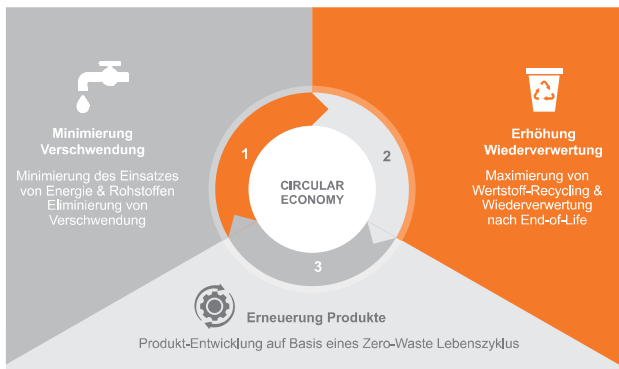 Minimierung
Verschwendung
Minimierung des Einsatzes
von Energie & Rohstoffen
Eliminierung von
Verschwendung
1
CIRCULAR
ECONOMY
2
3
Erhöhung
Wiederverwertung
Maximierung von
Wertstoff-Recycling &
Wiederverwertung
nach End-of-Life
Erneuerung Produkte
Produkt-Entwicklung auf Basis eines Zero-Waste Lebenszyklus